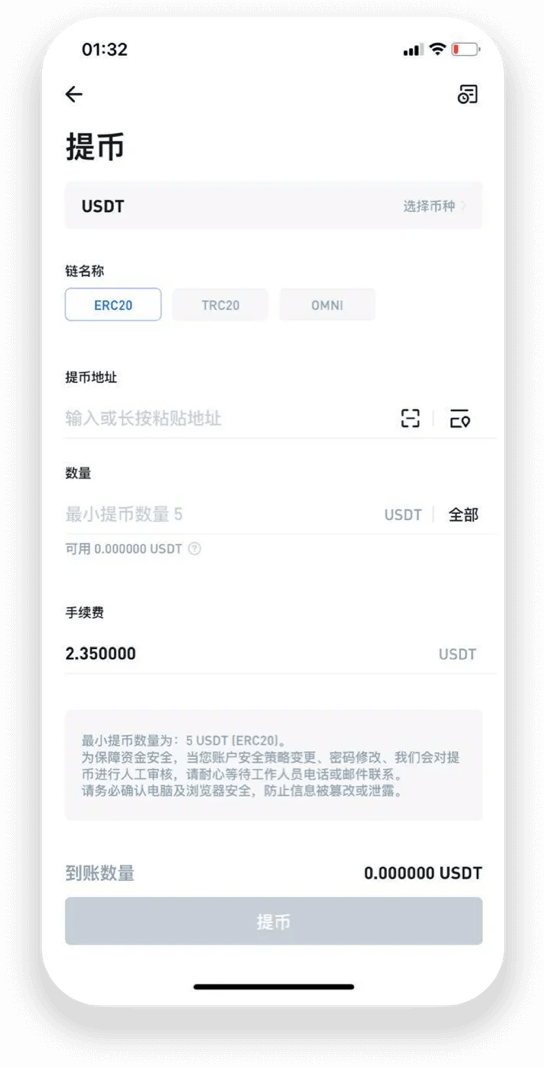 01:32
提币
USDT 选择币种
链名称
ERC20 TRC20 OMNI
提币地址
输入或长按粘贴地址
数量
最小提币数量 5 USDT 全部
可用 0.000000 USDT ?
手续费
2.350000 USDT
最小提币数量为：5 USDT (ERC20)。
为保障资金安全，当您账户安全策略变更、密码修改、我们会对提
币进行人工审核，请耐心等待工作人员电话或邮件联系。
请务必确认电脑及浏览器安全，防止信息被篡改或泄露。
到账数量 0.000000 USDT
提币